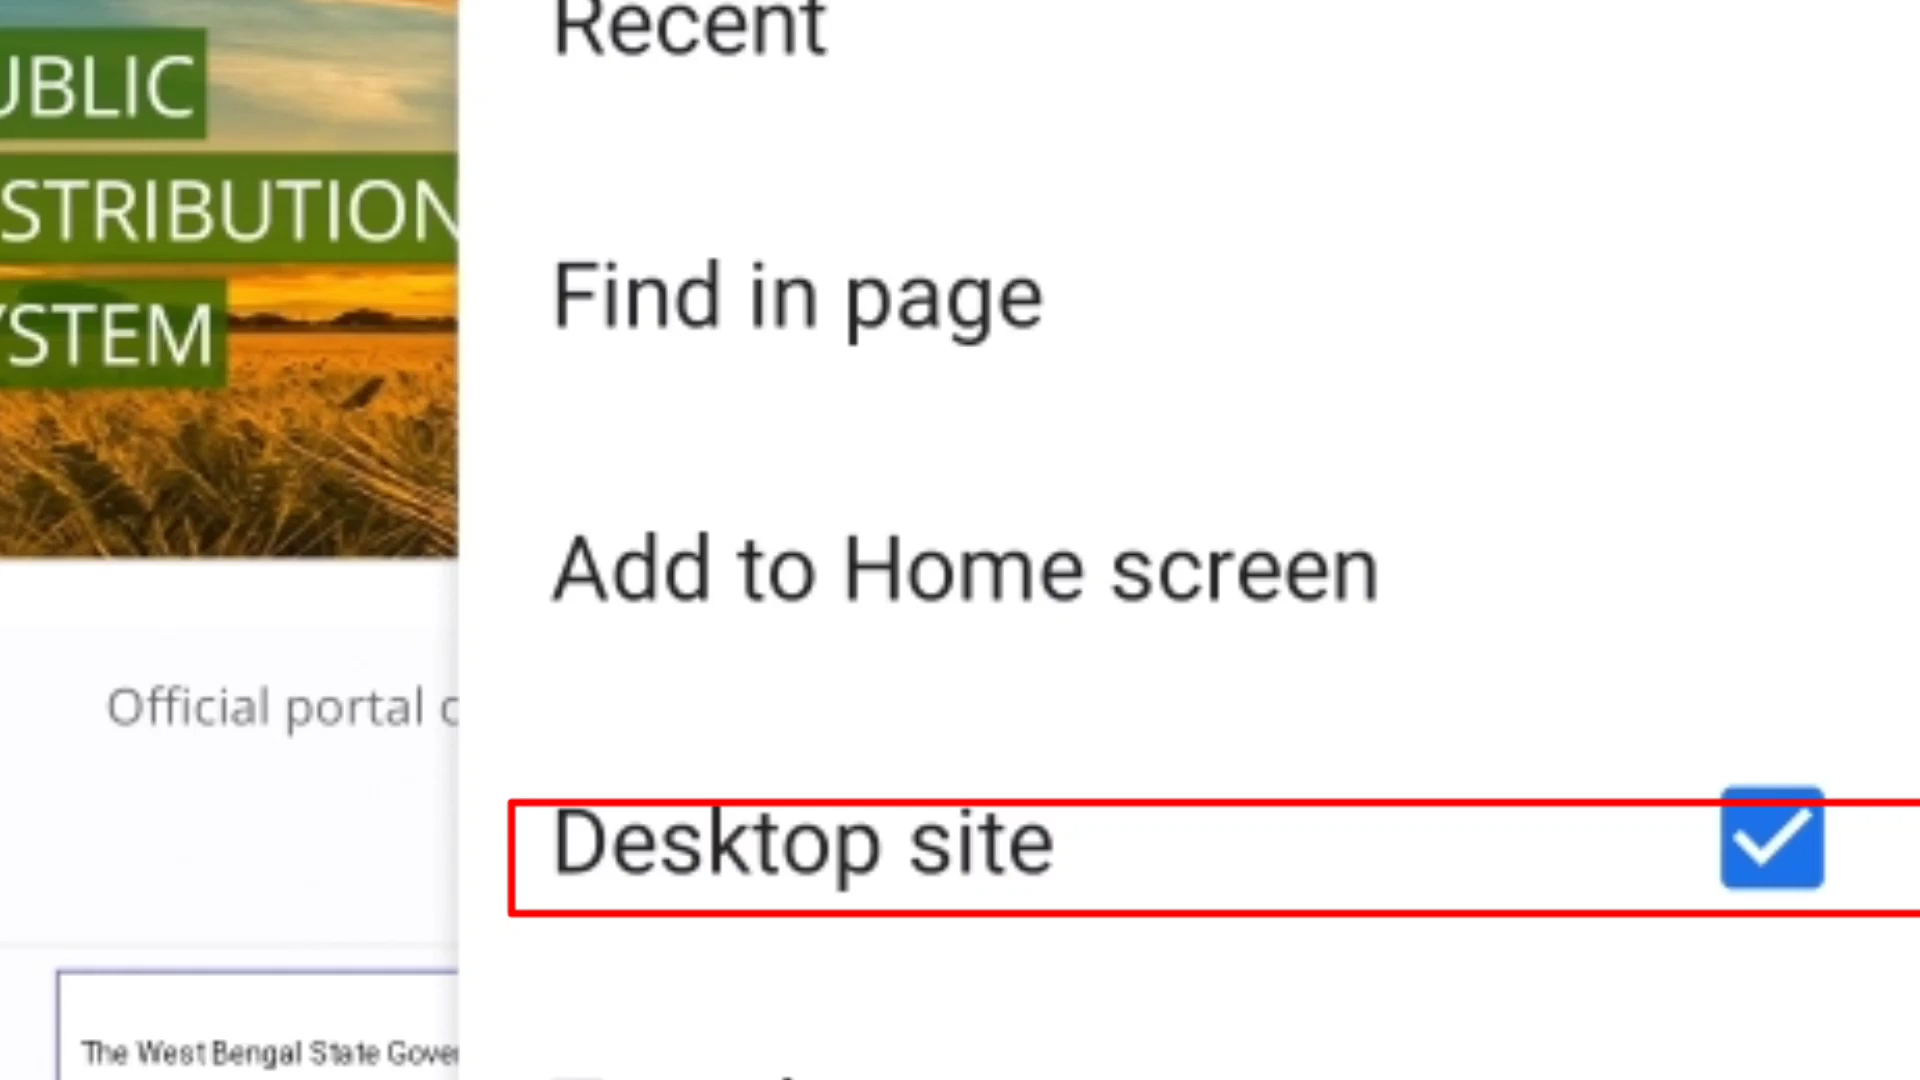 UBLIC
STRIBUTION
YSTEM
Official portal
The West Bengal State Gover
Recent
Find in page
Add to Home screen
Desktop site